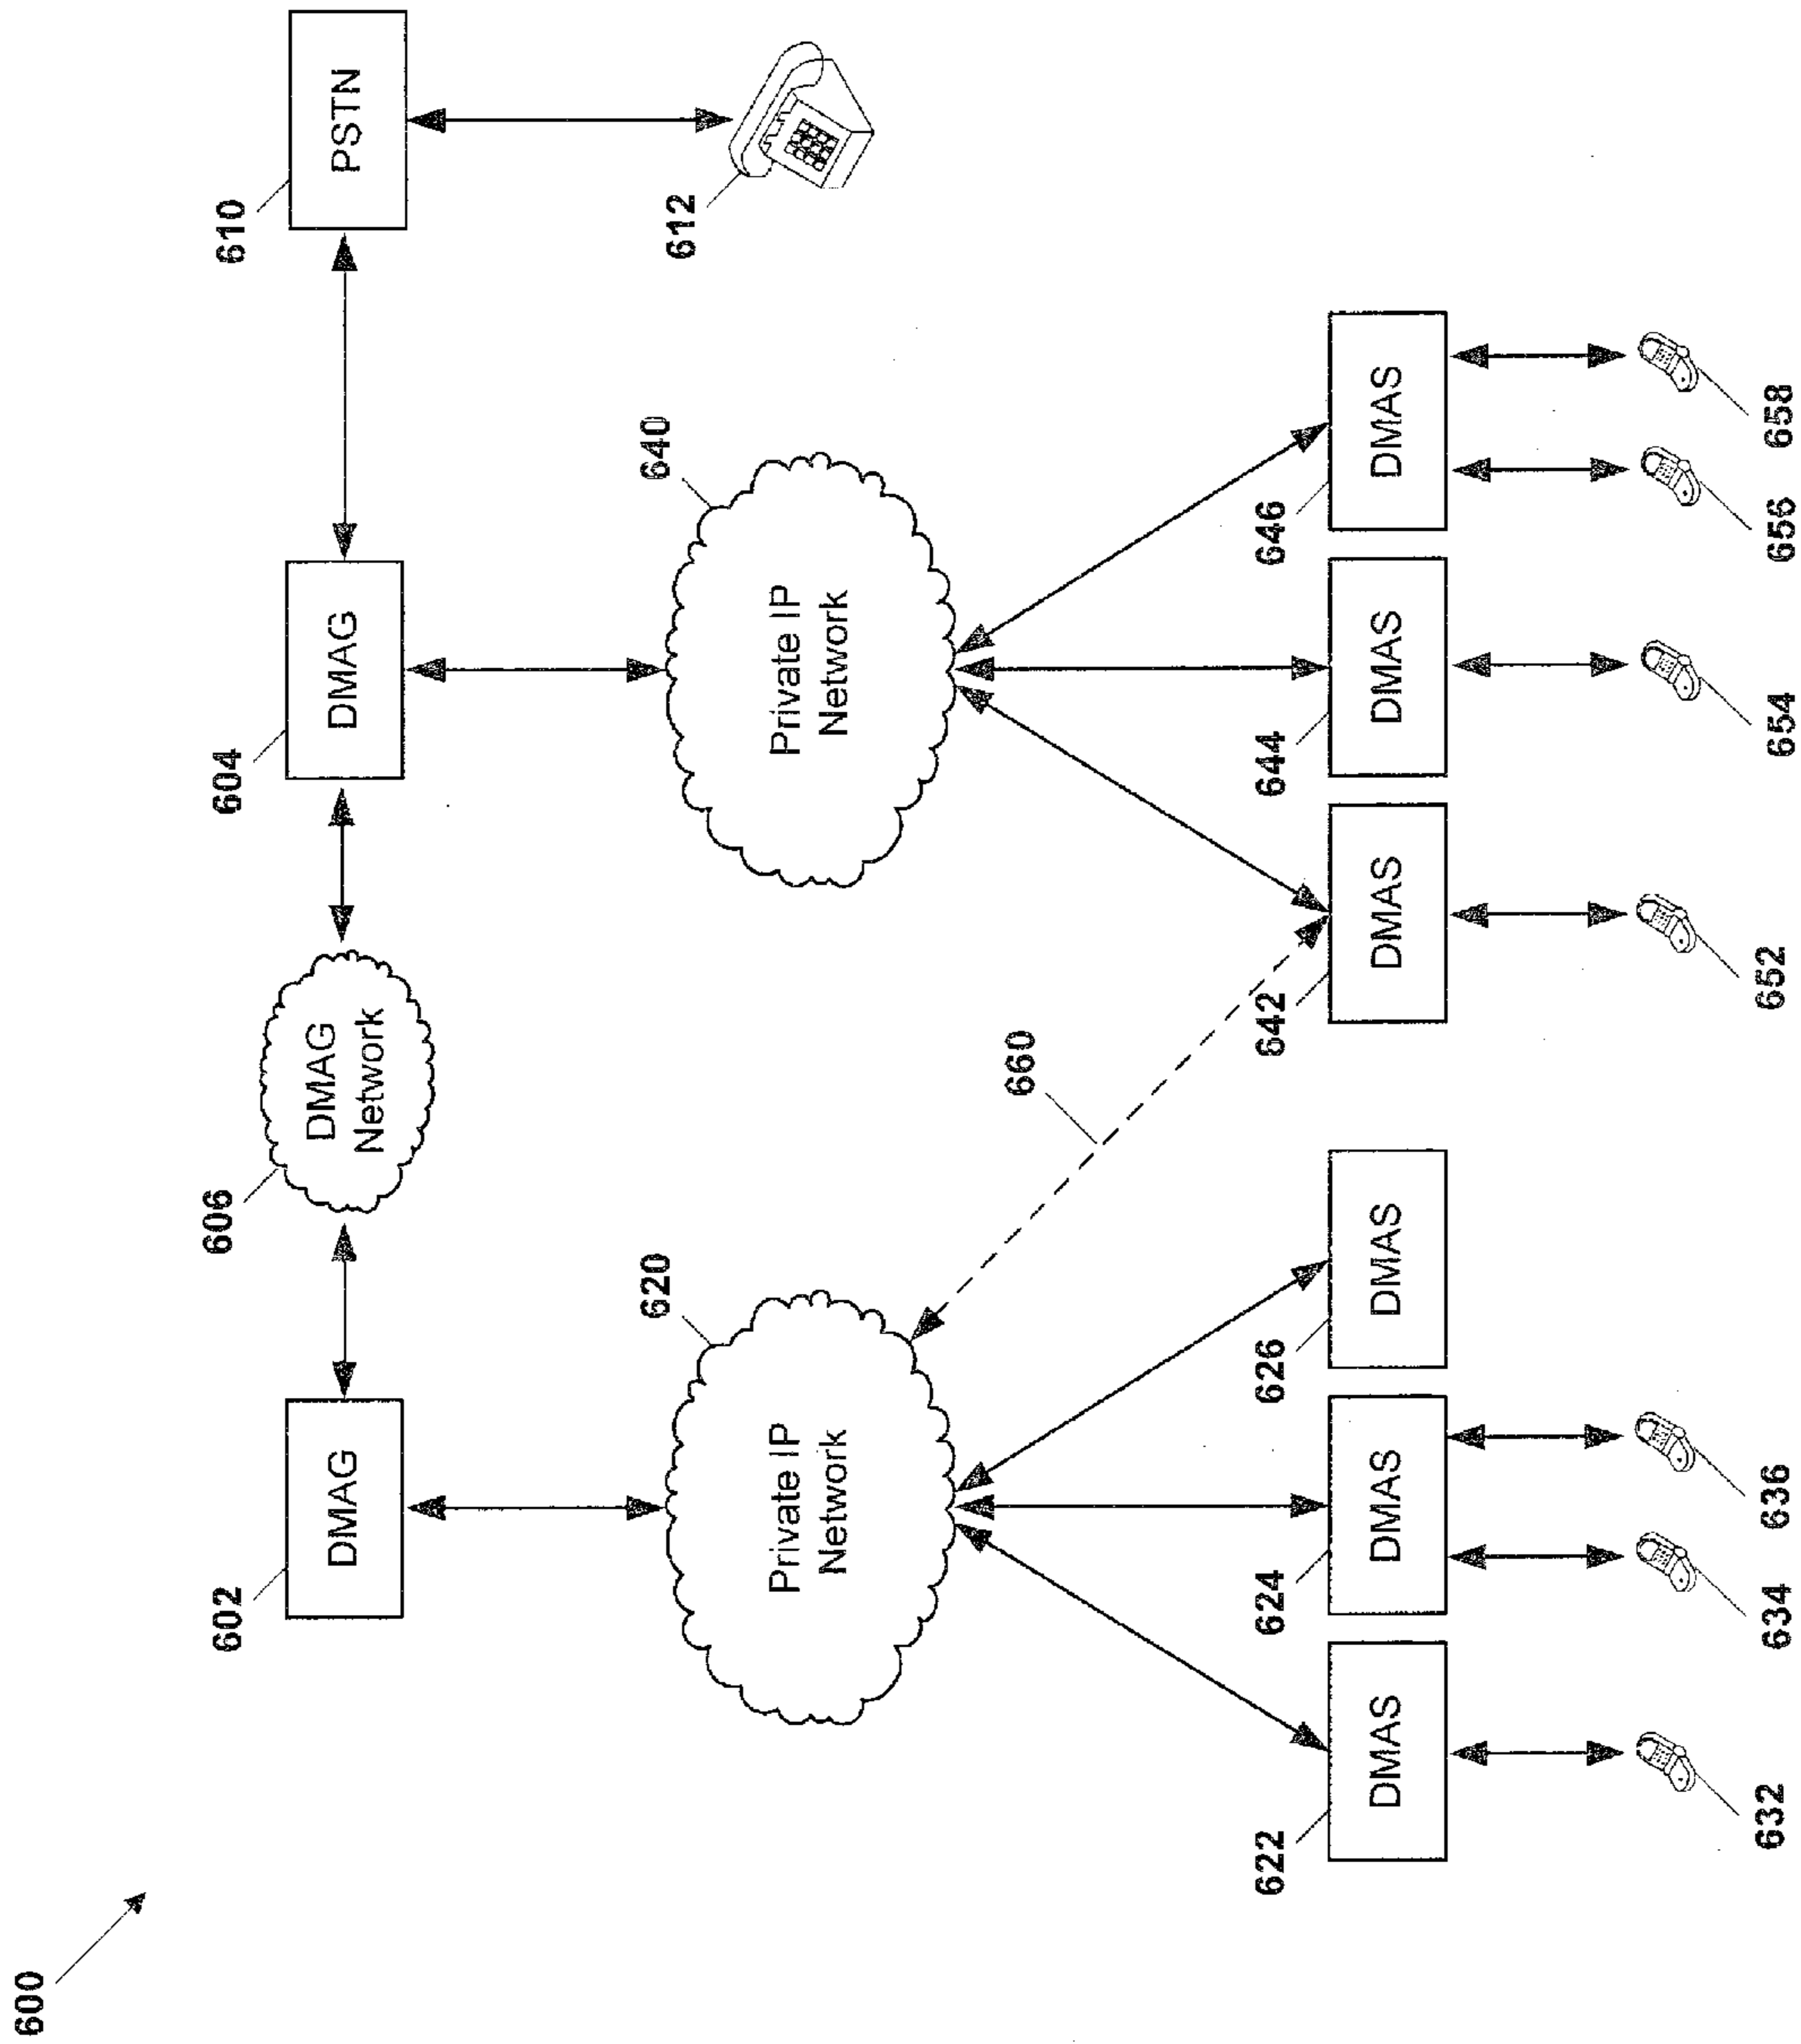 600
606
602
604
610
DMAG
DMAG
Network
DMAG
PSTN
612
620
640
Private IP
Network
Private IP
Network
660
622
624
626
642
644
646
DMAS
DMAS
DMAS
DMAS
DMAS
DMAS
632
634
636
652
654
656
658